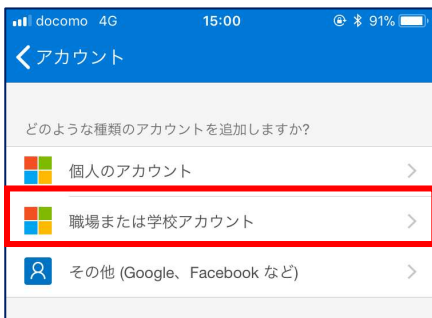 docomo 4G 15:00 91%
アカウント
どのような種類のアカウントを追加しますか?
個人のアカウント
職場または学校アカウント
その他 (Google、Facebook など)